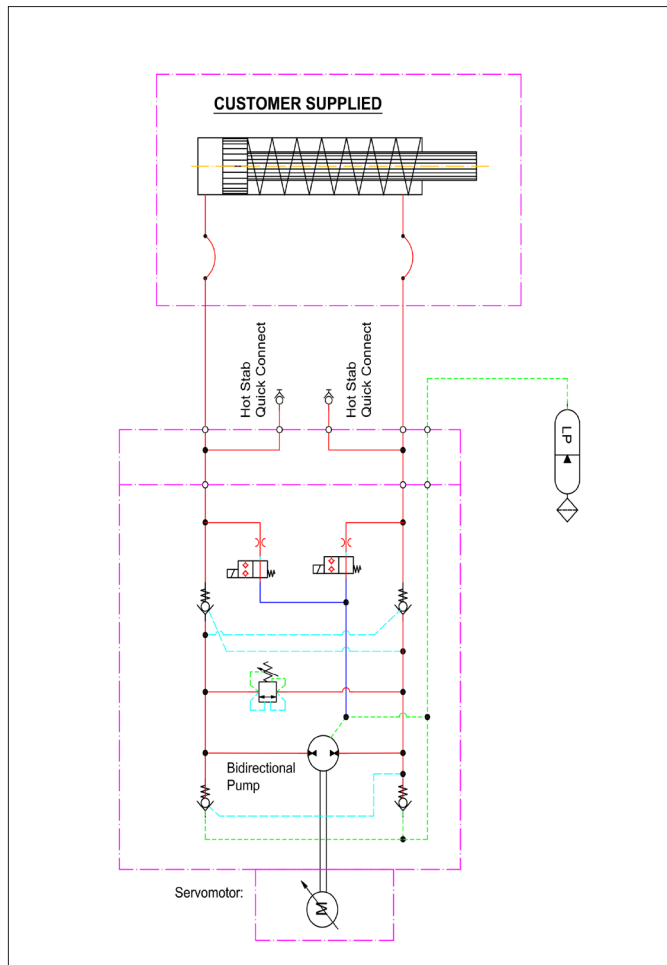 CUSTOMER SUPPLIED
Hot Stab
Quick Connect
Hot Stab
Quick Connect
LP
Bidirectional
Pump
Servomotor:
M